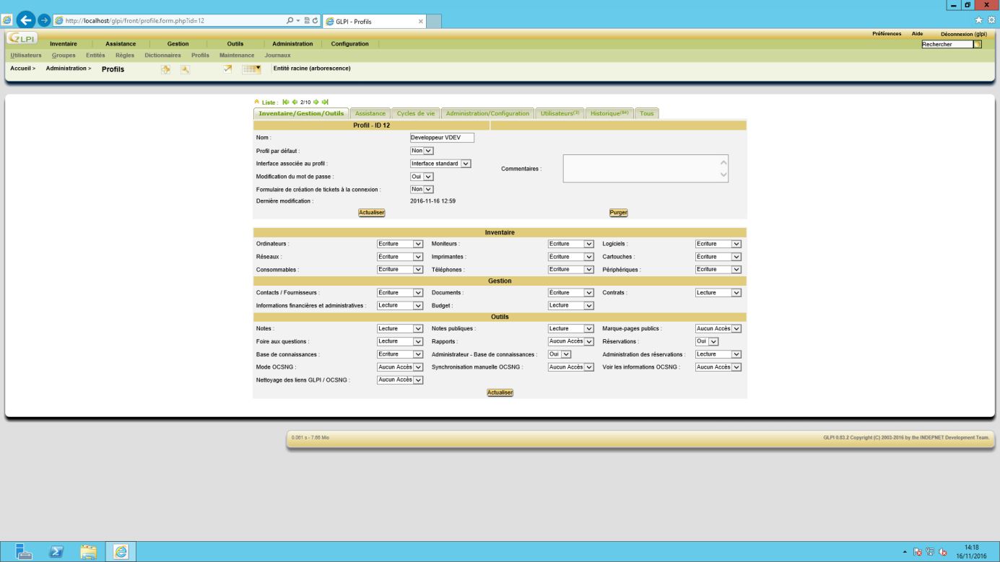 http://localhost/glpi/front/profile.form.php?id=12
GLPI - Profils
GLPI
Préférences Aide Déconnexion (glpi)
Inventaire Assistance Gestion Outils Administration Configuration
Rechercher
Utilisateurs Groupes Entités Règles Dictionnaires Profils Maintenance Journaux
Accueil > Administration > Profils Entité racine (arborescence)
Liste : 2/10
Inventaire/Gestion/Outils Assistance Cycles de vie Administration/Configuration Utilisateurs(3) Historique(84) Tous
Profil - ID 12
Nom : Developpeur VDEV
Profil par défaut : Non
Interface associée au profil : Interface standard
Commentaires :
Modification du mot de passe : Oui
Formulaire de création de tickets à la connexion : Non
Dernière modification : 2016-11-16 12:59
Actualiser Purger
Inventaire
Ordinateurs : Ecriture Moniteurs : Ecriture Logiciels : Ecriture
Réseaux : Ecriture Imprimantes : Ecriture Cartouches : Ecriture
Consommables : Ecriture Téléphones : Ecriture Périphériques : Ecriture
Gestion
Contacts / Fournisseurs : Ecriture Documents : Ecriture Contrats : Lecture
Informations financières et administratives : Lecture Budget : Lecture
Outils
Notes : Lecture Notes publiques : Lecture Marque-pages publics : Aucun Accès
Foire aux questions : Lecture Rapports : Aucun Accès Réservations : Oui
Base de connaissances : Ecriture Administrateur - Base de connaissances : Oui Administration des réservations : Lecture
Mode OCSNG : Aucun Accès Synchronisation manuelle OCSNG : Aucun Accès Voir les informations OCSNG : Aucun Accès
Nettoyage des liens GLPI / OCSNG : Aucun Accès
Actualiser
0.061 s - 7.66 Mio GLPI 0.83.2 Copyright (C) 2003-2016 by the INDEPNET Development Team.
14:18
16/11/2016